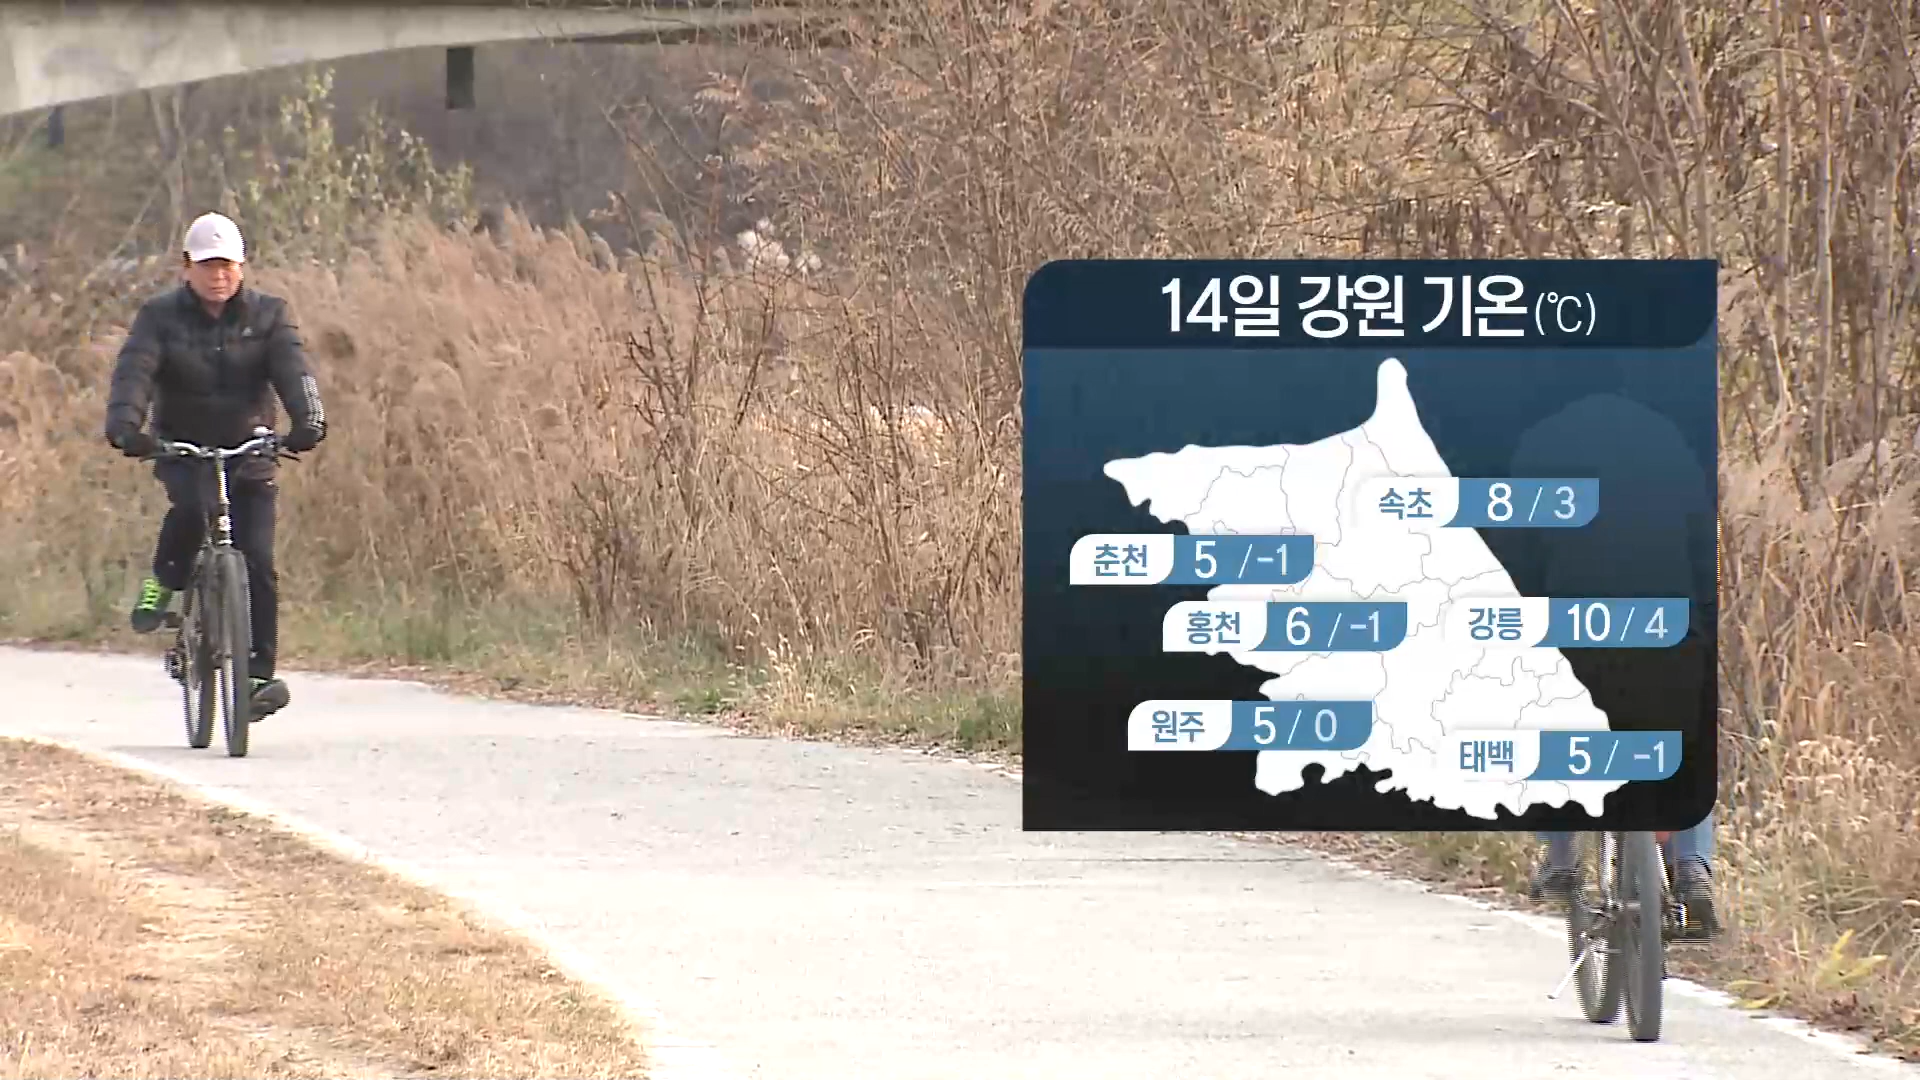 14일 강원 기온(℃)
속초 8 / 3
춘천 5 / -1
홍천 6 / -1
강릉 10 / 4
원주 5 / 0
태백 5 / -1